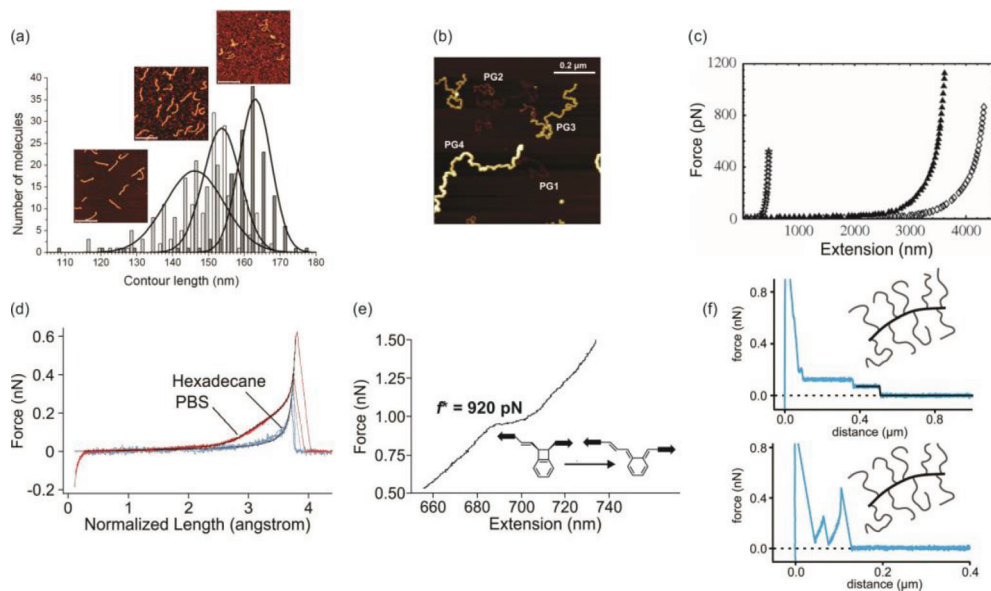 (a)
Number of molecules
40
35
30
25
20
15
10
5
0
110 120 130 140 150 160 170 180
Contour length (nm)
(b)
0.2 µm
PG2
PG3
PG4
PG1
(c)
Force (pN)
1200
800
400
0
1000 2000 3000 4000
Extension (nm)
(d)
Force (nN)
0.6
0.4
0.2
0
-0.2
Hexadecane
PBS
0 1 2 3 4
Normalized Length (angstrom)
(e)
Force (nN)
1.50
1.25
1.00
0.75
0.50
f* = 920 pN
660 680 700 720 740
Extension (nm)
(f)
force (nN)
0.8
0.4
0.0
0.0 0.4 0.8
distance (µm)
force (nN)
0.8
0.4
0.0
0.0 0.2 0.4
distance (µm)